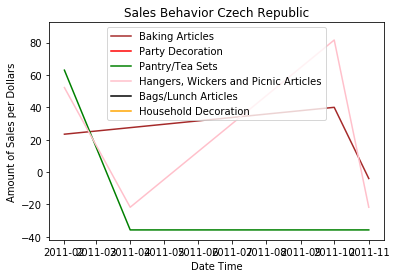 Sales Behavior Czech Republic
Baking Articles
Party Decoration
Pantry/Tea Sets
Hangers, Wickers and Picnic Articles
Bags/Lunch Articles
Household Decoration
Amount of Sales per Dollars
80
60
40
20
0
−20
−40
2011-02 2011-03 2011-04 2011-05 2011-06 2011-07 2011-08 2011-09 2011-10 2011-11
Date Time